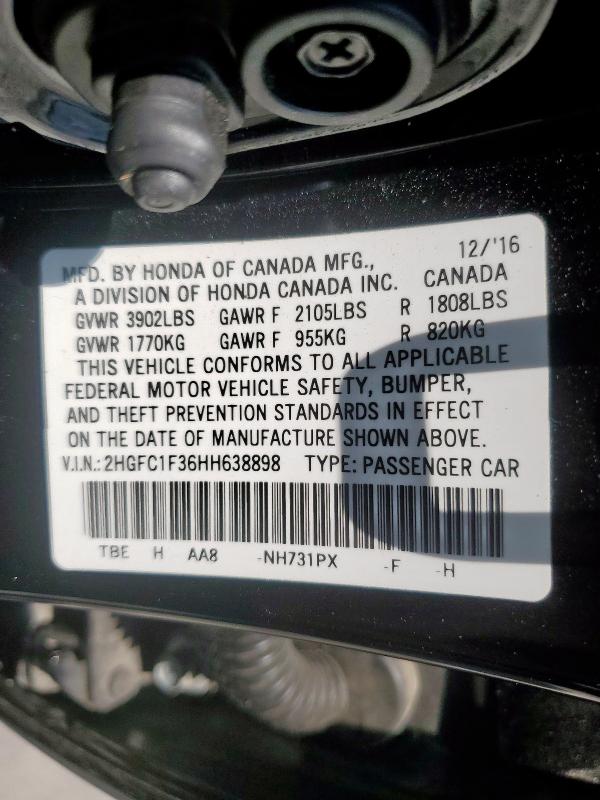 12/'16
MFD. BY HONDA OF CANADA MFG.,
A DIVISION OF HONDA CANADA INC. CANADA
GVWR 3902LBS GAWR F 2105LBS R 1808LBS
GVWR 1770KG GAWR F 955KG R 820KG
THIS VEHICLE CONFORMS TO ALL APPLICABLE
FEDERAL MOTOR VEHICLE SAFETY, BUMPER,
AND THEFT PREVENTION STANDARDS IN EFFECT
ON THE DATE OF MANUFACTURE SHOWN ABOVE.
V.I.N.: 2HGFC1F36HH638898 TYPE: PASSENGER CAR
TBE H AA8 -NH731PX -F -H